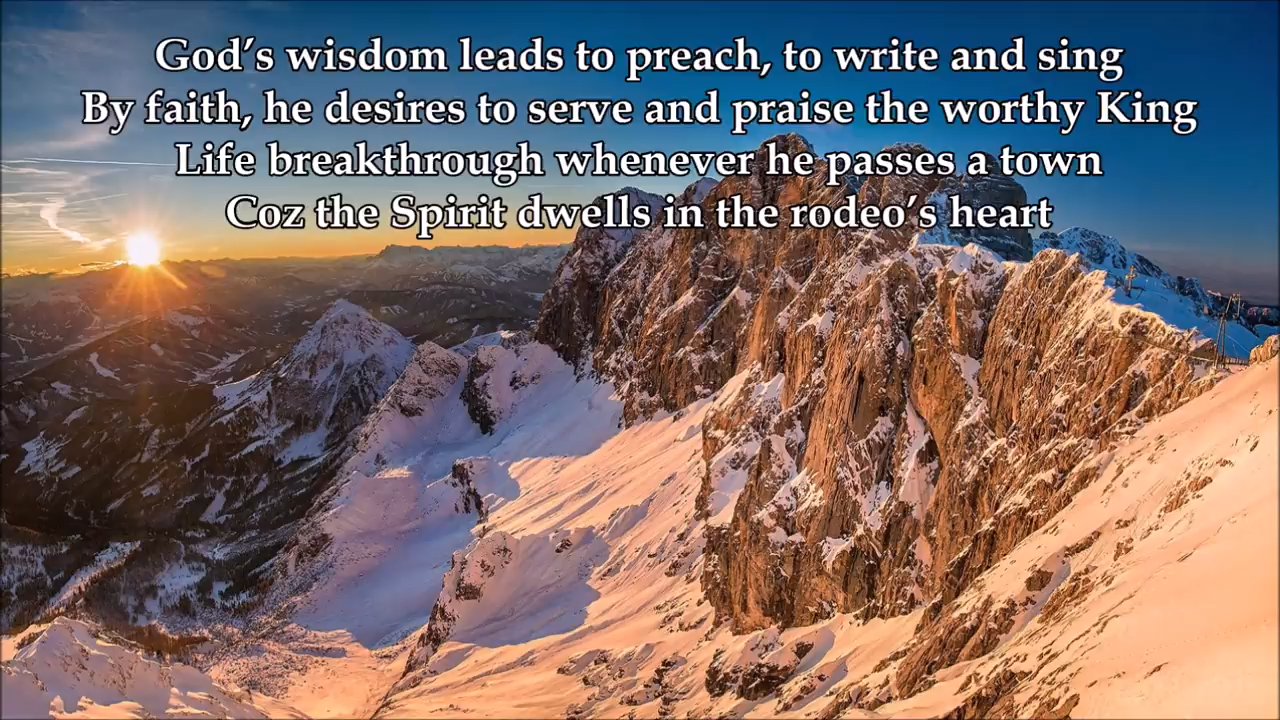 God’s wisdom leads to preach, to write and sing
By faith, he desires to serve and praise the worthy King
Life breakthrough whenever he passes a town
Coz the Spirit dwells in the rodeo’s heart